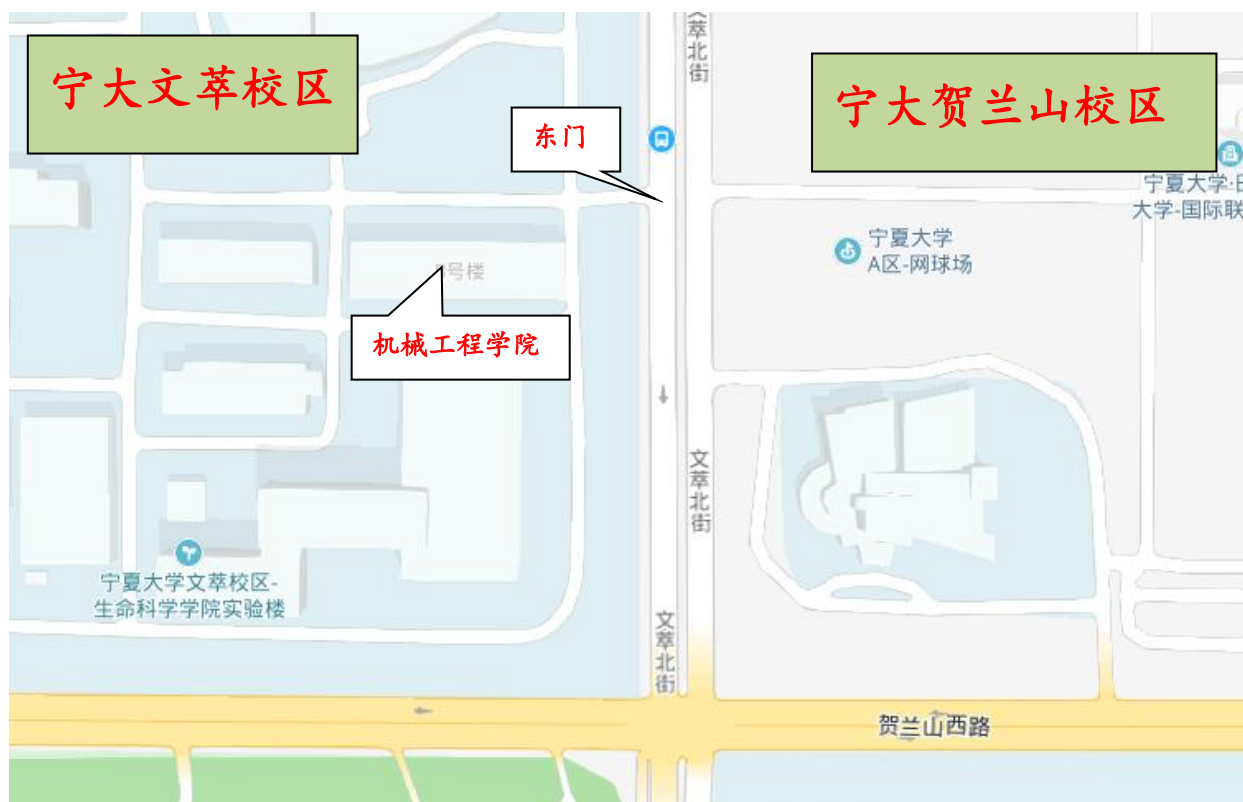 宁大文萃校区
萃北街
宁大贺兰山校区
东门
宁夏大学
大学-国际联
宁夏大学
A区-网球场
号楼
机械工程学院
文萃北街
宁夏大学文萃校区-
生命科学学院实验楼
文萃北街
贺兰山西路